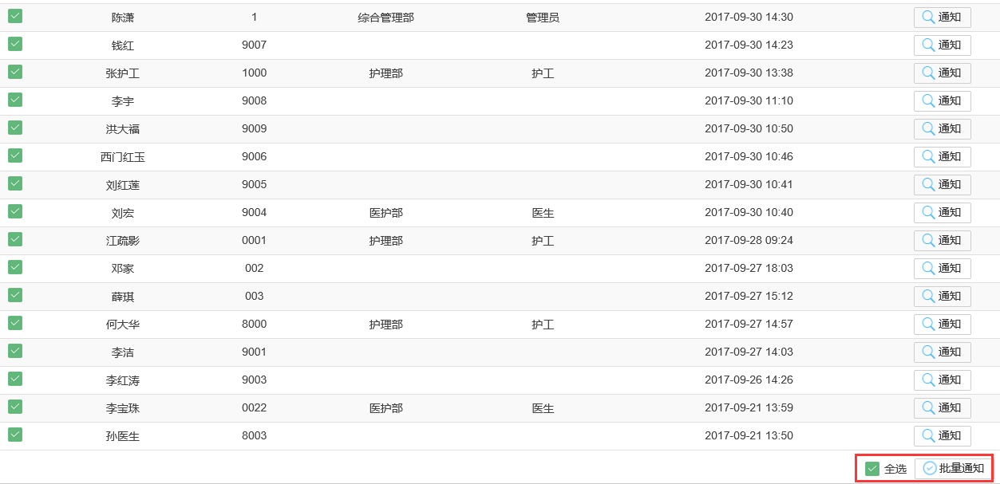 陈潇 1 综合管理部 管理员 2017-09-30 14:30 通知
钱红 9007 2017-09-30 14:23 通知
张护工 1000 护理部 护工 2017-09-30 13:38 通知
李宇 9008 2017-09-30 11:10 通知
洪大福 9009 2017-09-30 10:50 通知
西门红玉 9006 2017-09-30 10:46 通知
刘红莲 9005 2017-09-30 10:41 通知
刘宏 9004 医护部 医生 2017-09-30 10:40 通知
江疏影 0001 护理部 护工 2017-09-28 09:24 通知
邓家 002 2017-09-27 18:03 通知
薛琪 003 2017-09-27 15:12 通知
何大华 8000 护理部 护工 2017-09-27 14:57 通知
李洁 9001 2017-09-27 14:03 通知
李红涛 9003 2017-09-26 14:26 通知
李宝珠 0022 医护部 医生 2017-09-21 13:59 通知
孙医生 8003 2017-09-21 13:50 通知
全选 批量通知